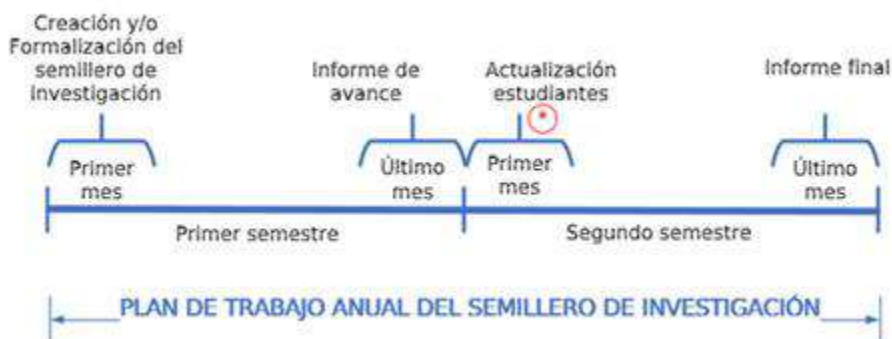 Creación y/o
Formalización del
semillero de
Investigación
Informe de
avance
Actualización
estudiantes
*
Informe final
Primer
mes
Último
mes
Primer
mes
Último
mes
Primer semestre
Segundo semestre
PLAN DE TRABAJO ANUAL DEL SEMILLERO DE INVESTIGACIÓN